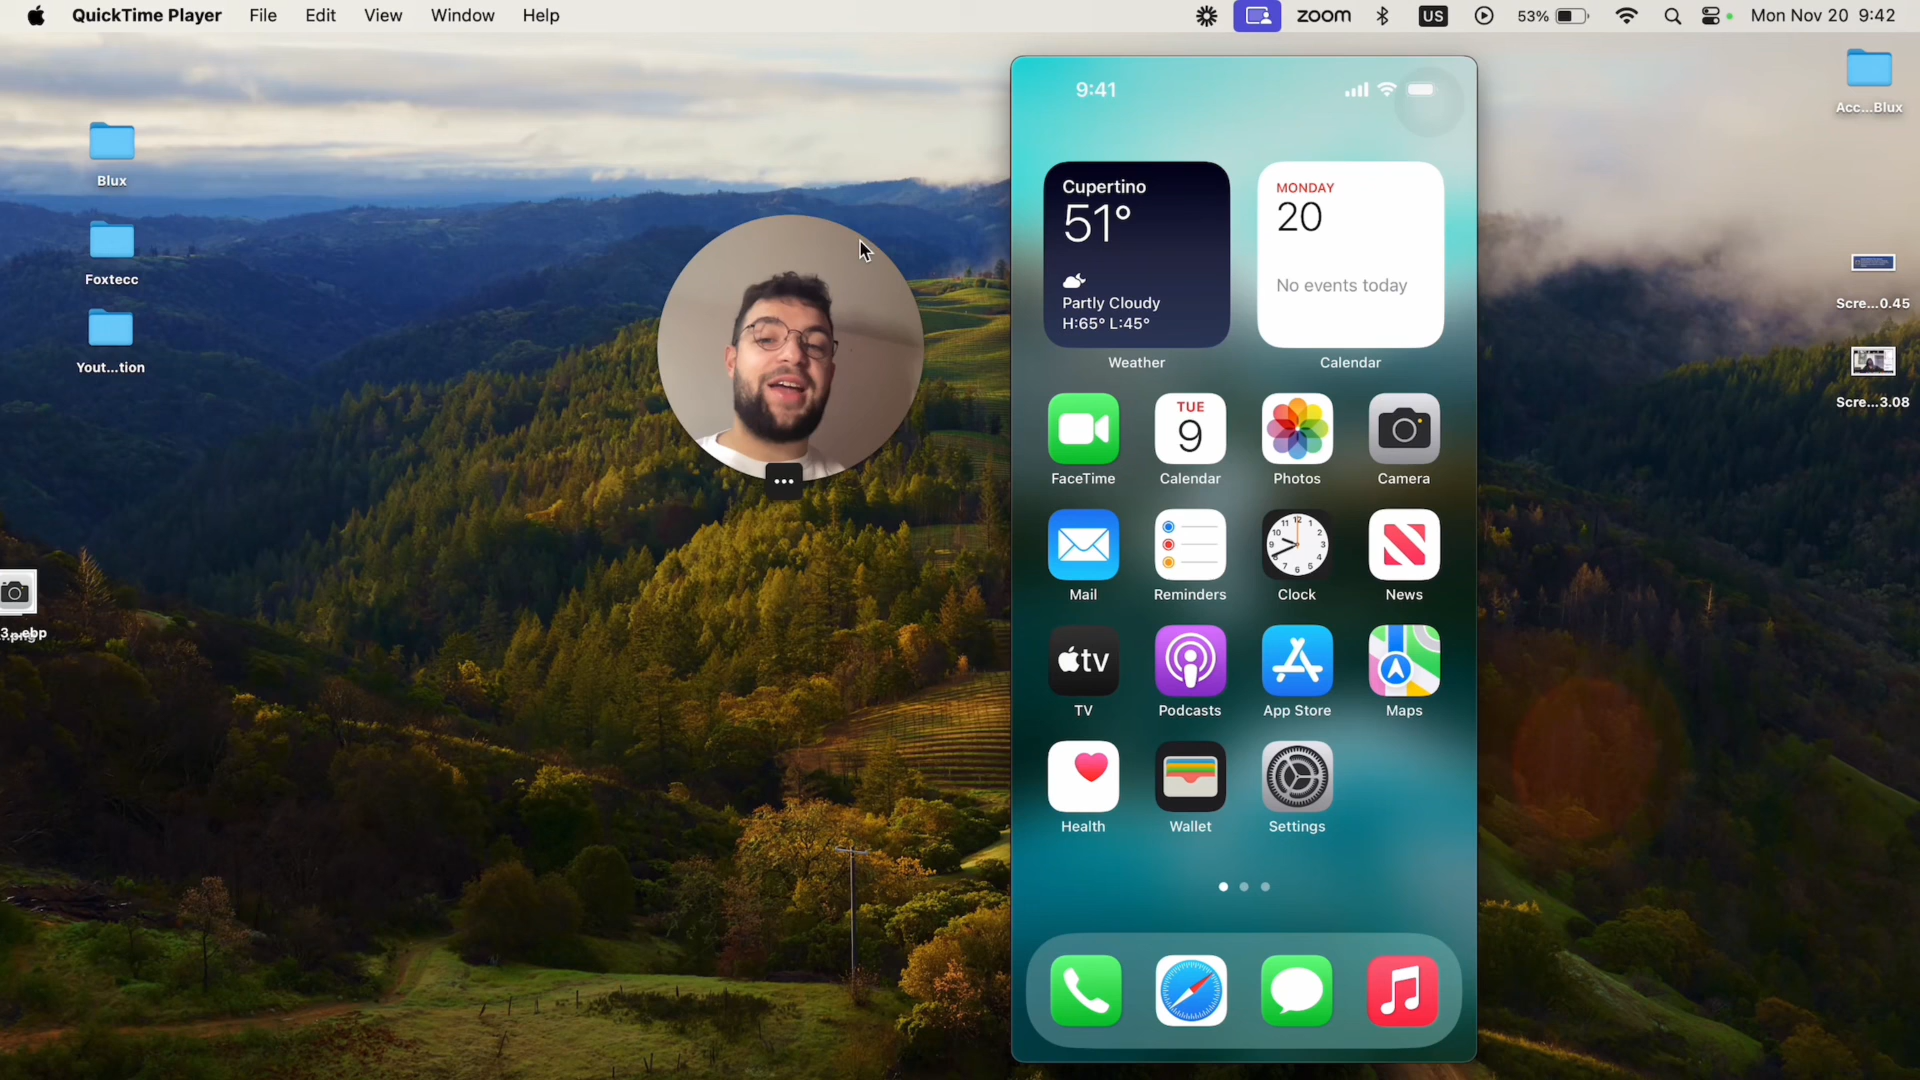 QuickTime Player File Edit View Window Help zoom US 53% Mon Nov 20 9:42
Blux
Foxtecc
Yout...tion
Acc...Blux
Scre...0.45
Scre...3.08
9:41
Cupertino
51°
Partly Cloudy
H:65° L:45°
Weather
MONDAY
20
No events today
Calendar
TUE
9
FaceTime Calendar Photos Camera
Mail Reminders Clock News
tv
TV Podcasts App Store Maps
Health Wallet Settings